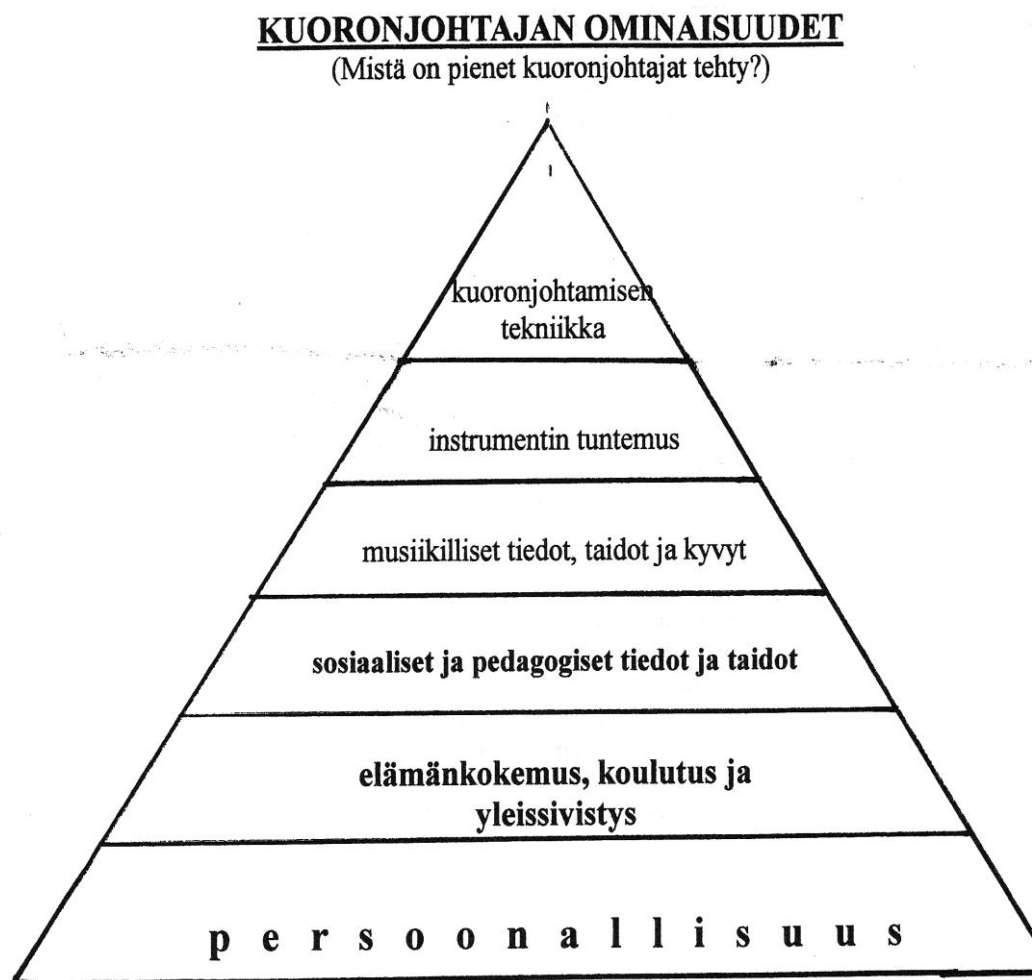 KUORONJOHTAJAN OMINAISUUDET
(Mistä on pienet kuoronjohtajat tehty?)
kuoronjohtamisen
tekniikka
instrumentin tuntemus
musiikilliset tiedot, taidot ja kyvyt
sosiaaliset ja pedagogiset tiedot ja taidot
elämänkokemus, koulutus ja
yleissivistys
p e r s o o n a l l i s u u s